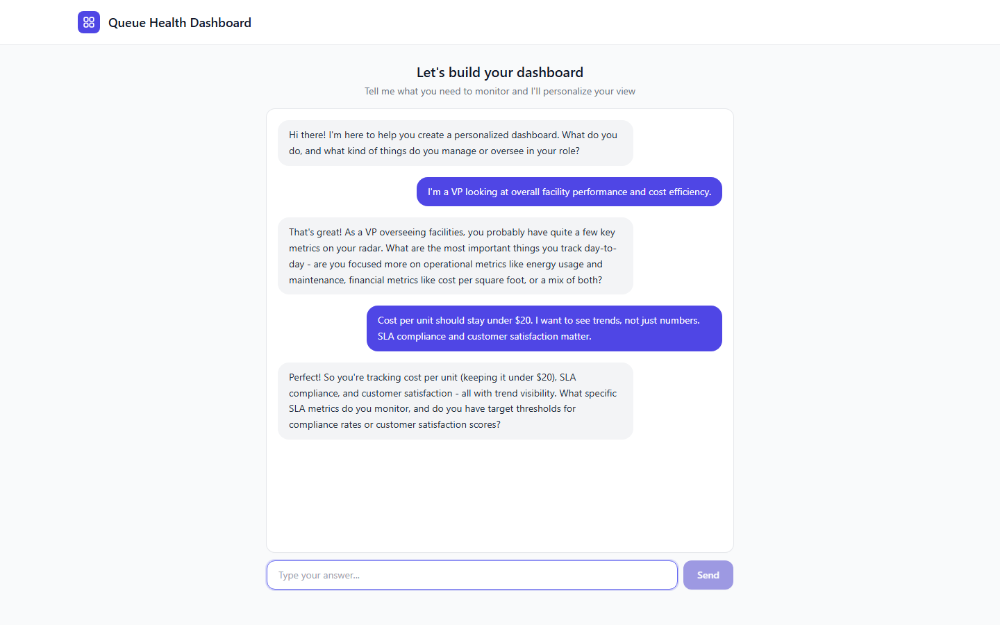 Queue Health Dashboard
Let's build your dashboard
Tell me what you need to monitor and I'll personalize your view
Hi there! I'm here to help you create a personalized dashboard. What do you
do, and what kind of things do you manage or oversee in your role?
I'm a VP looking at overall facility performance and cost efficiency.
That's great! As a VP overseeing facilities, you probably have quite a few key
metrics on your radar. What are the most important things you track day-to-
day - are you focused more on operational metrics like energy usage and
maintenance, financial metrics like cost per square foot, or a mix of both?
Cost per unit should stay under $20. I want to see trends, not just numbers.
SLA compliance and customer satisfaction matter.
Perfect! So you're tracking cost per unit (keeping it under $20), SLA
compliance, and customer satisfaction - all with trend visibility. What specific
SLA metrics do you monitor, and do you have target thresholds for
compliance rates or customer satisfaction scores?
Type your answer...
Send